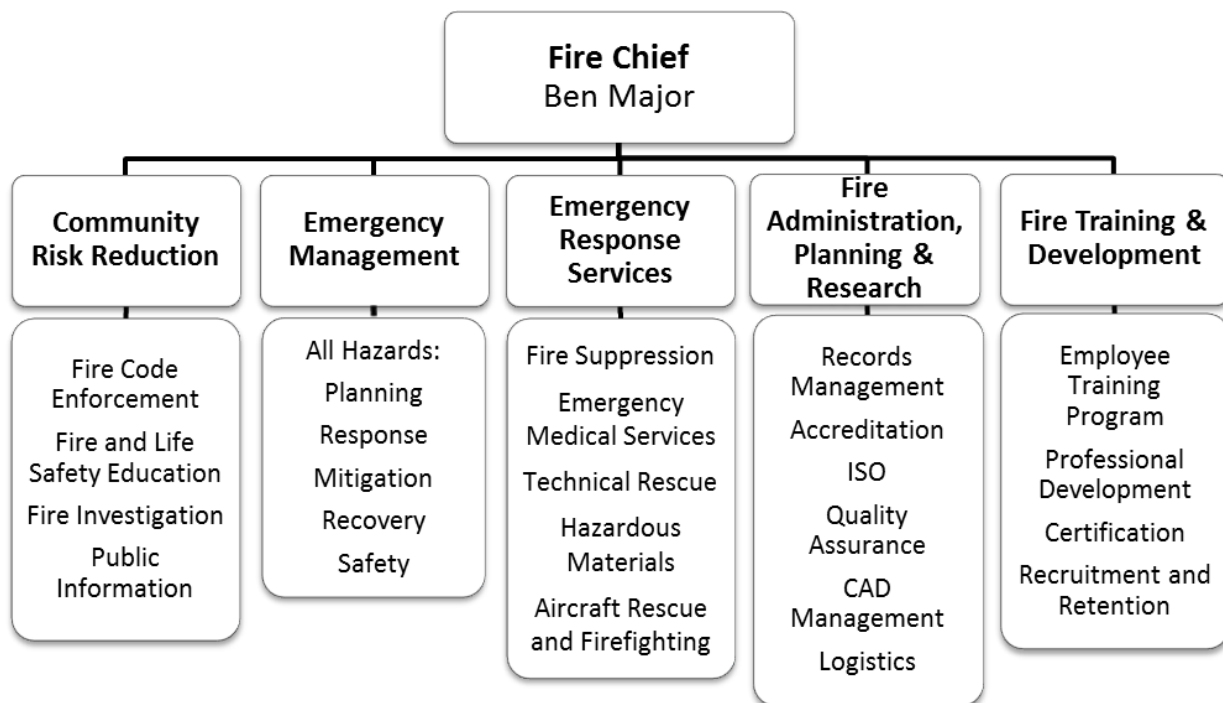 Fire Chief
Ben Major
Community
Risk Reduction
Fire Code
Enforcement
Fire and Life
Safety Education
Fire Investigation
Public
Information
Emergency
Management
All Hazards:
Planning
Response
Mitigation
Recovery
Safety
Emergency
Response
Services
Fire Suppression
Emergency
Medical Services
Technical Rescue
Hazardous
Materials
Aircraft Rescue
and Firefighting
Fire
Administration,
Planning &
Research
Records
Management
Accreditation
ISO
Quality
Assurance
CAD
Management
Logistics
Fire Training &
Development
Employee
Training
Program
Professional
Development
Certification
Recruitment and
Retention